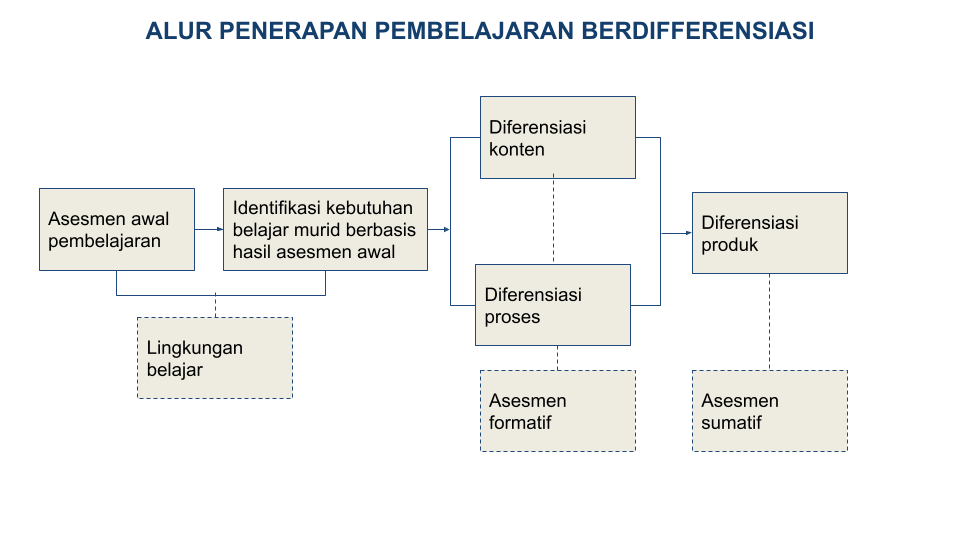 ALUR PENERAPAN PEMBELAJARAN BERDIFFERENSIASI
Asesmen awal
pembelajaran
Identifikasi kebutuhan
belajar murid berbasis
hasil asesmen awal
Lingkungan
belajar
Diferensiasi
konten
Diferensiasi
proses
Asesmen
formatif
Diferensiasi
produk
Asesmen
sumatif